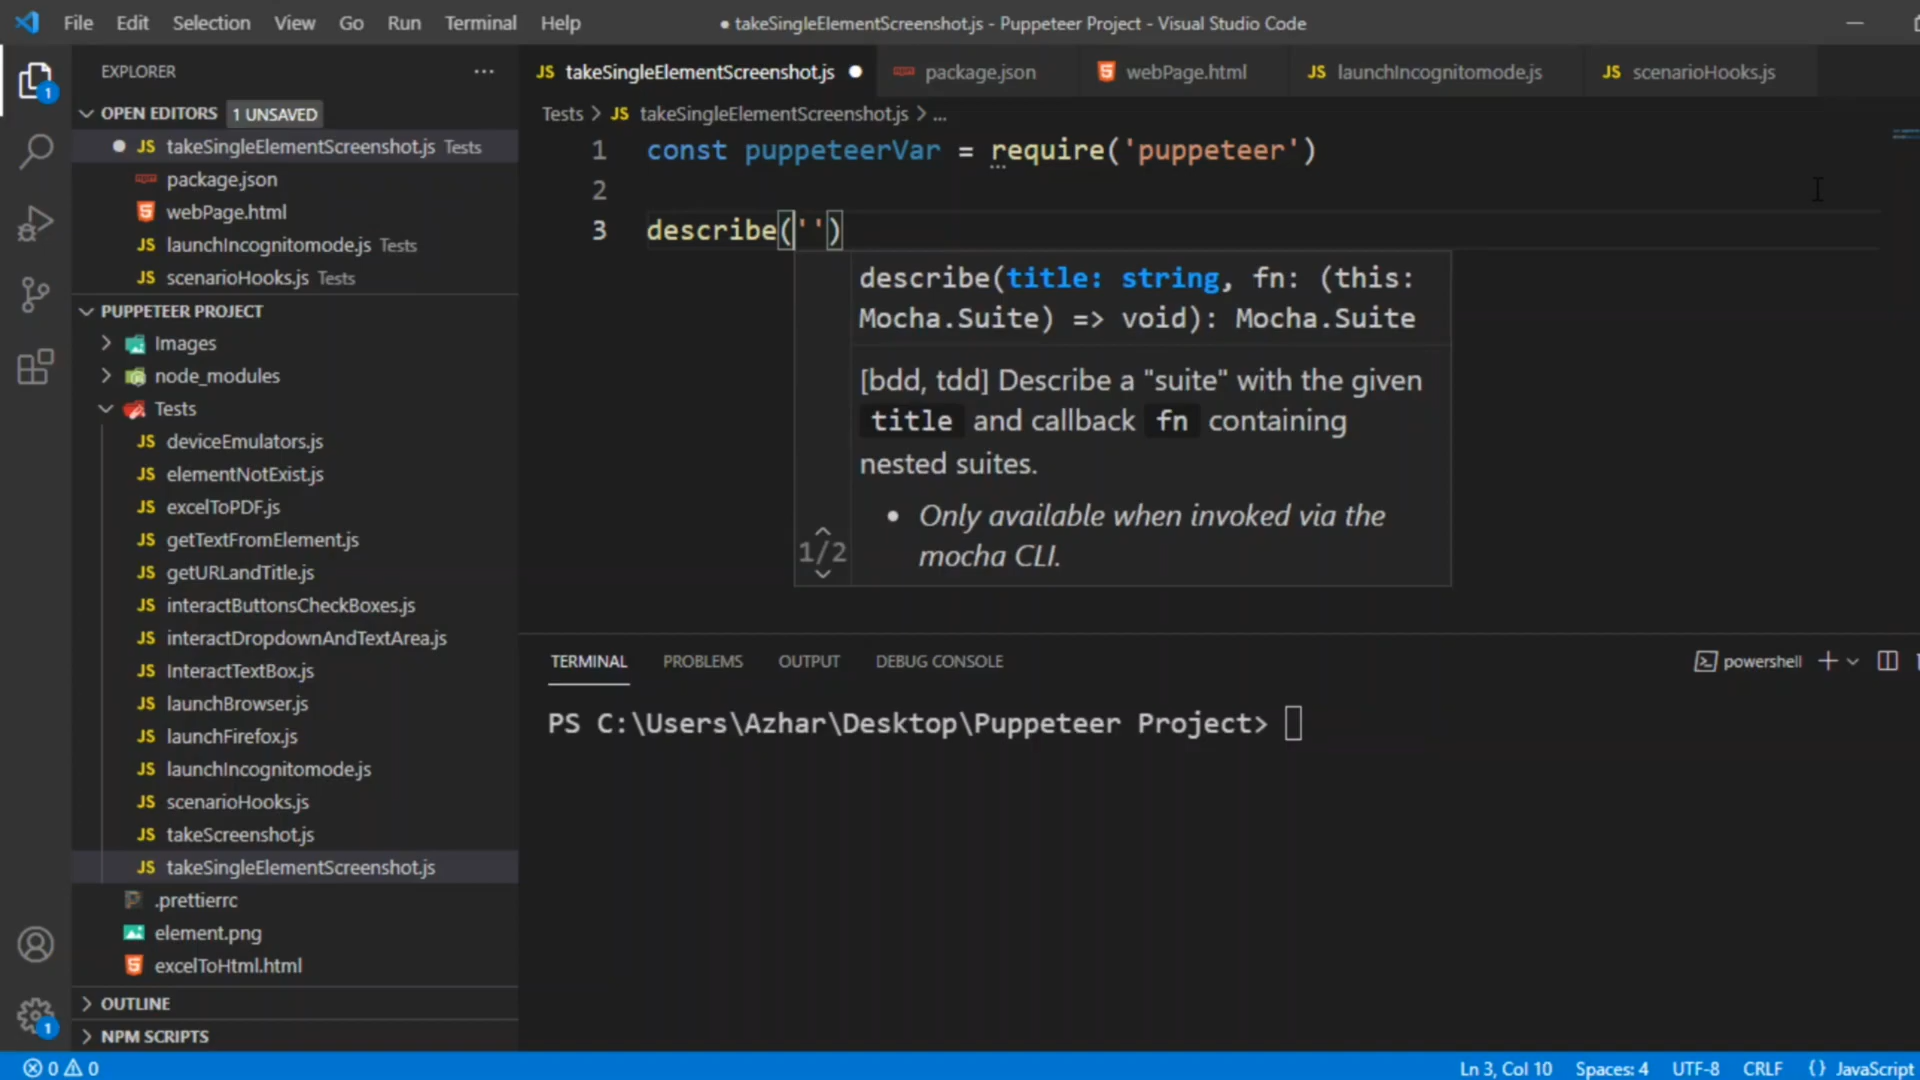 File Edit Selection View Go Run Terminal Help
● takeSingleElementScreenshot.js - Puppeteer Project - Visual Studio Code
EXPLORER
OPEN EDITORS 1 UNSAVED
JS takeSingleElementScreenshot.js Tests
package.json
webPage.html
JS launchIncognitomode.js Tests
JS scenarioHooks.js Tests
PUPPETEER PROJECT
Images
node_modules
Tests
JS deviceEmulators.js
JS elementNotExist.js
JS excelToPDF.js
JS getTextFromElement.js
JS getURLandTitle.js
JS interactButtonsCheckBoxes.js
JS interactDropdownAndTextArea.js
JS InteractTextBox.js
JS launchBrowser.js
JS launchFirefox.js
JS launchIncognitomode.js
JS scenarioHooks.js
JS takeScreenshot.js
JS takeSingleElementScreenshot.js
.prettierrc
element.png
excelToHtml.html
OUTLINE
NPM SCRIPTS
1
1
JS takeSingleElementScreenshot.js package.json webPage.html JS launchIncognitomode.js JS scenarioHooks.js
Tests > JS takeSingleElementScreenshot.js > ...
1 const puppeteerVar = require('puppeteer')
2
3 describe('')
describe(title: string, fn: (this:
Mocha.Suite) => void): Mocha.Suite
[bdd, tdd] Describe a "suite" with the given
title and callback fn containing
nested suites.
• Only available when invoked via the
mocha CLI.
1/2
TERMINAL PROBLEMS OUTPUT DEBUG CONSOLE
powershell
PS C:\Users\Azhar\Desktop\Puppeteer Project>
0 0
Ln 3, Col 10 Spaces: 4 UTF-8 CRLF {} JavaScript